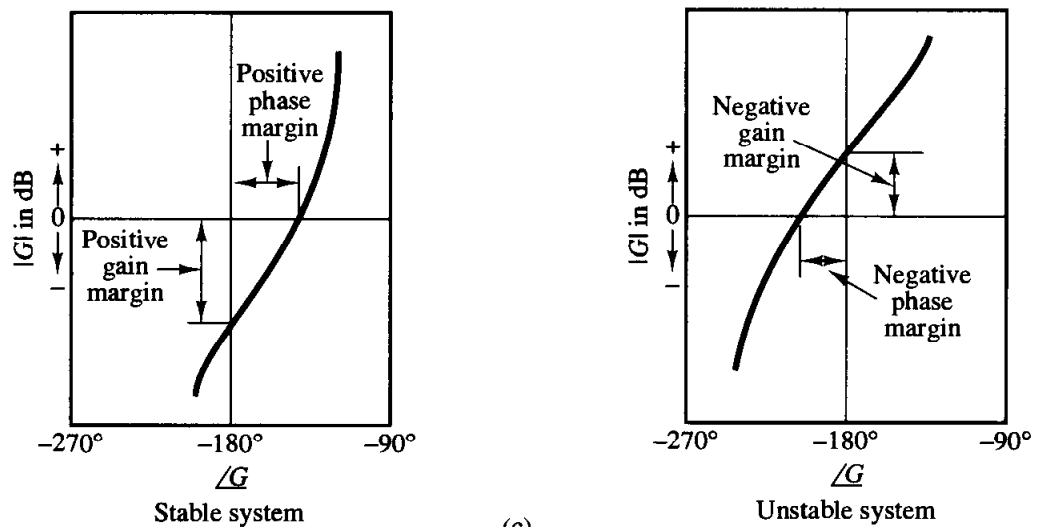 Positive
phase
margin
Positive
gain
margin
|G| in dB
+
0
−
−270°
−180°
−90°
/G
Stable system
Negative
gain
margin
Negative
phase
margin
|G| in dB
+
0
−
−270°
−180°
−90°
/G
Unstable system